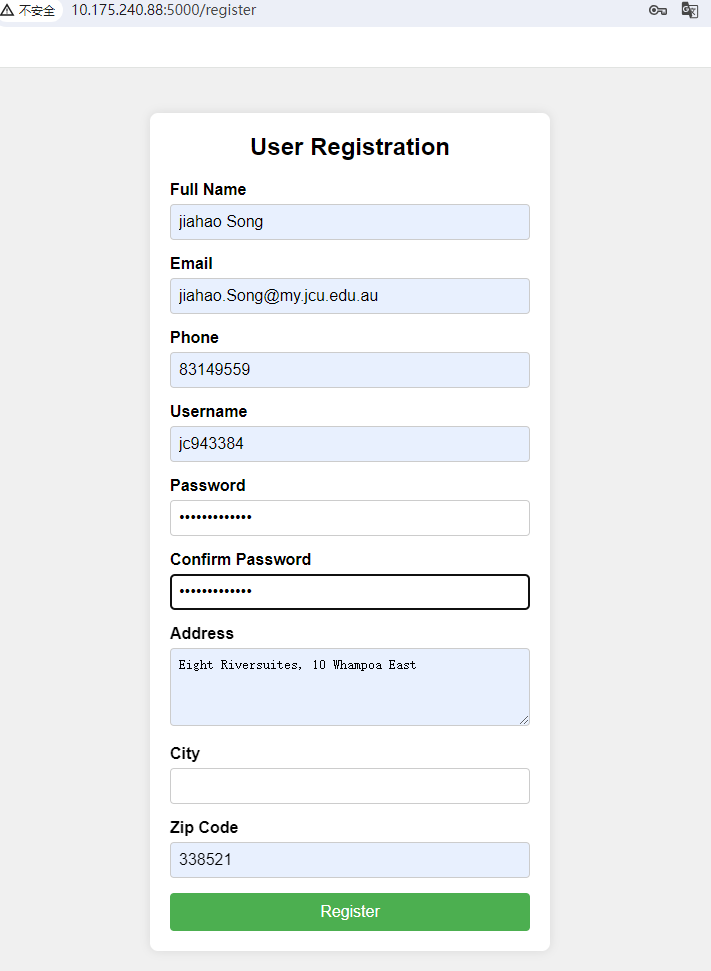 不安全 10.175.240.88:5000/register
User Registration
Full Name
jiahao Song
Email
jiahao.Song@my.jcu.edu.au
Phone
83149559
Username
jc943384
Password
•••••••••••••
Confirm Password
•••••••••••••
Address
Eight Riversuites, 10 Whampoa East
City
Zip Code
338521
Register